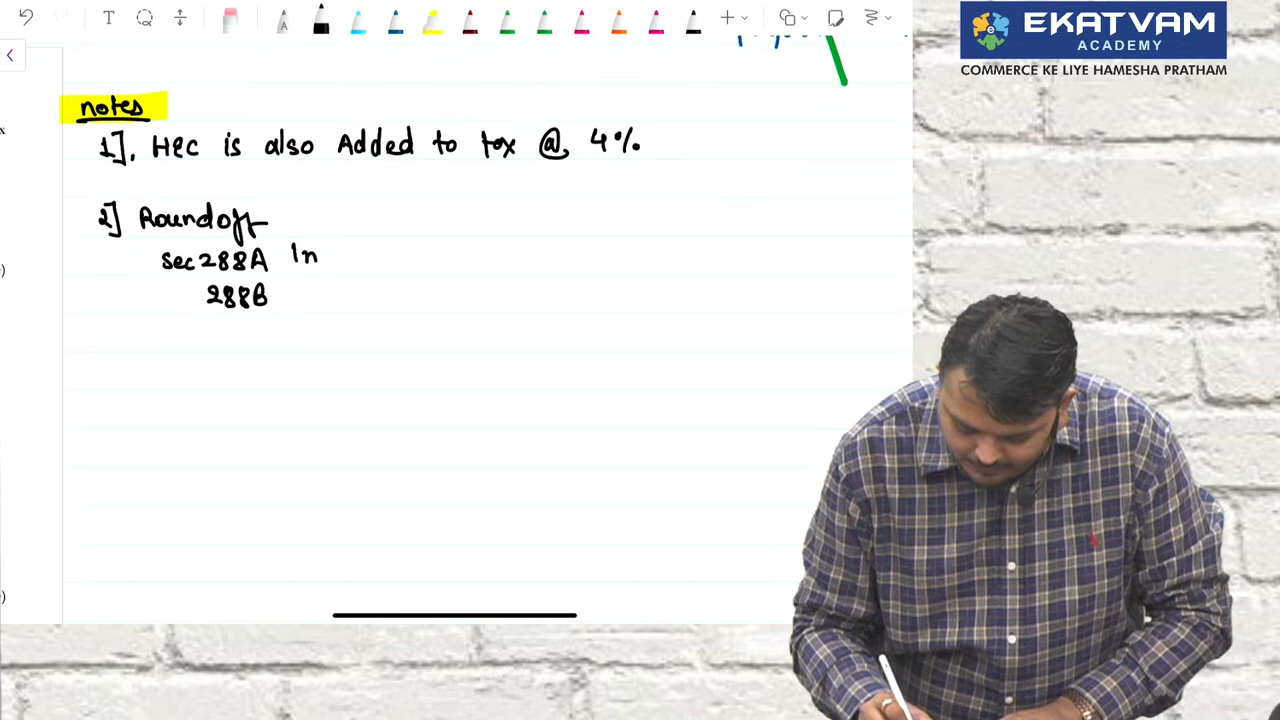 EKATVAM
ACADEMY
COMMERCE KE LIYE HAMESHA PRATHAM
notes
1]. Hec is also Added to tax @ 4%.
2] Roundoff
sec 288A In
288B